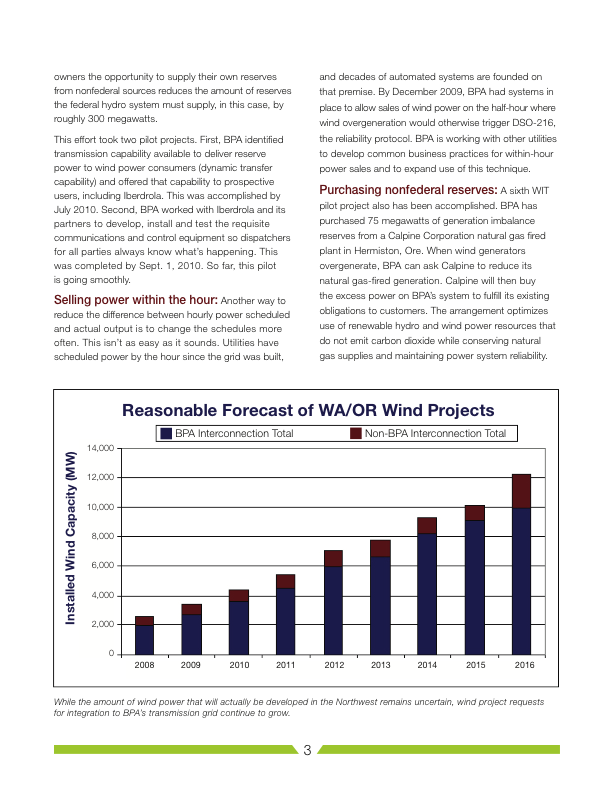 owners the opportunity to supply their own reserves
from nonfederal sources reduces the amount of reserves
the federal hydro system must supply, in this case, by
roughly 300 megawatts.
This effort took two pilot projects. First, BPA identified
transmission capability available to deliver reserve
power to wind power consumers (dynamic transfer
capability) and offered that capability to prospective
users, including Iberdrola. This was accomplished by
July 2010. Second, BPA worked with Iberdrola and its
partners to develop, install and test the requisite
communications and control equipment so dispatchers
for all parties always know what's happening. This
was completed by Sept. 1, 2010. So far, this pilot
is going smoothly.
Selling power within the hour: Another way to
reduce the difference between hourly power scheduled
and actual output is to change the schedules more
often. This isn't as easy as it sounds. Utilities have
scheduled power by the hour since the grid was built,
and decades of automated systems are founded on
that premise. By December 2009, BPA had systems in
place to allow sales of wind power on the half-hour where
wind overgeneration would otherwise trigger DSO-216,
the reliability protocol. BPA is working with other utilities
to develop common business practices for within-hour
power sales and to expand use of this technique.
Purchasing nonfederal reserves: A sixth WIT
pilot project also has been accomplished. BPA has
purchased 75 megawatts of generation imbalance
reserves from a Calpine Corporation natural gas fired
plant in Hermiston, Ore. When wind generators
overgenerate, BPA can ask Calpine to reduce its
natural gas-fired generation. Calpine will then buy
the excess power on BPA's system to fulfill its existing
obligations to customers. The arrangement optimizes
use of renewable hydro and wind power resources that
do not emit carbon dioxide while conserving natural
gas supplies and maintaining power system reliability.
Reasonable Forecast of WA/OR Wind Projects
BPA Interconnection Total Non-BPA Interconnection Total
Installed Wind Capacity (MW)
14,000
12,000
10,000
8,000
6,000
4,000
2,000
0
2008 2009 2010 2011 2012 2013 2014 2015 2016
While the amount of wind power that will actually be developed in the Northwest remains uncertain, wind project requests
for integration to BPA's transmission grid continue to grow.
3